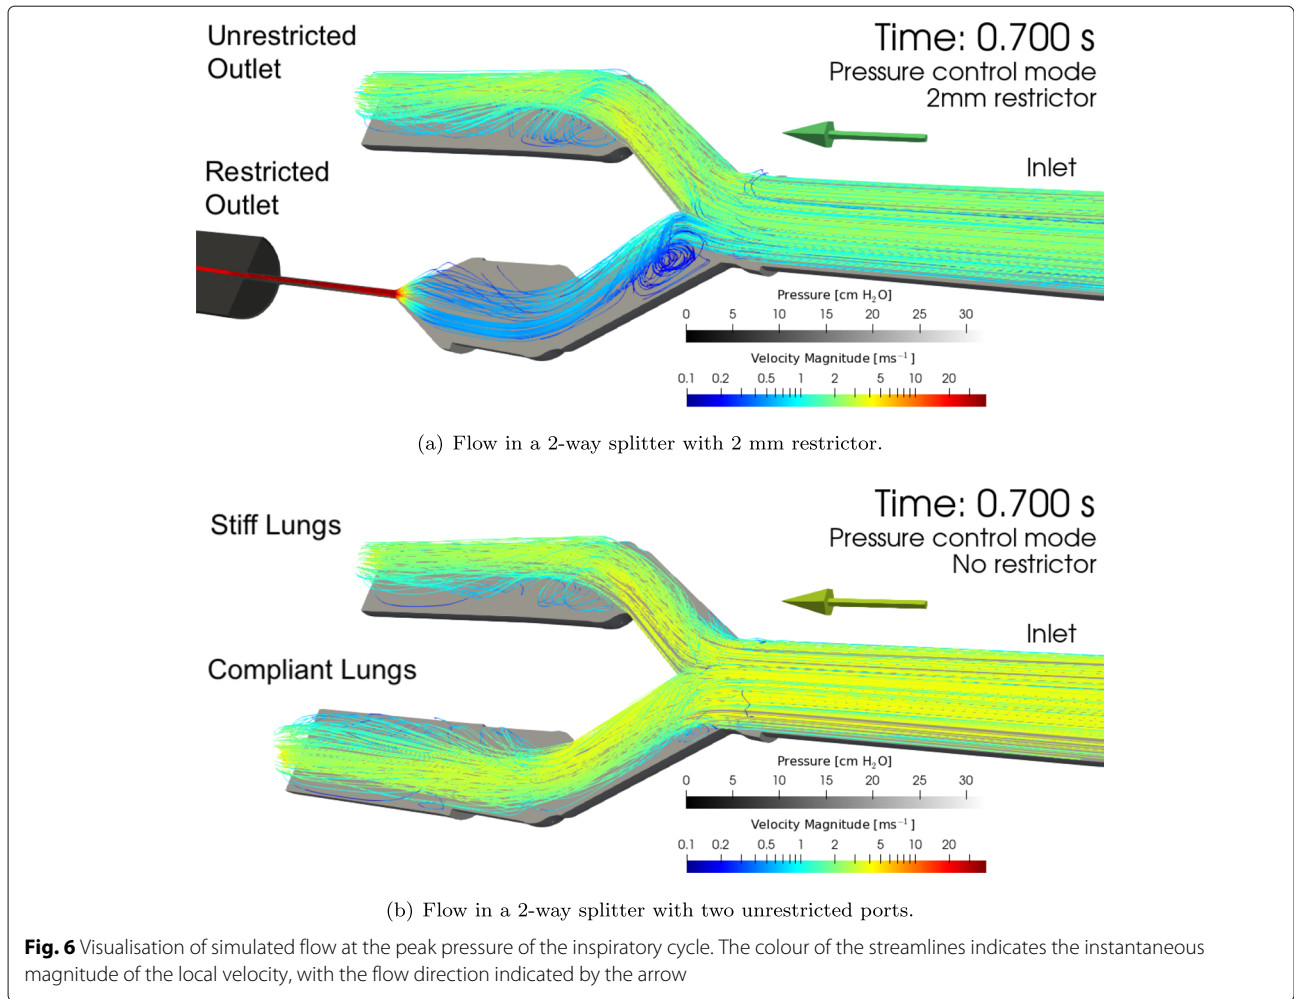 Unrestricted
Outlet
Time: 0.700 s
Pressure control mode
2mm restrictor
Restricted
Outlet
Inlet
Pressure [cm H₂O]
0 5 10 15 20 25 30
Velocity Magnitude [ms⁻¹]
0.1 0.2 0.5 1 2 5 10 20
(a) Flow in a 2-way splitter with 2 mm restrictor.
Stiff Lungs
Time: 0.700 s
Pressure control mode
No restrictor
Compliant Lungs
Inlet
Pressure [cm H₂O]
0 5 10 15 20 25 30
Velocity Magnitude [ms⁻¹]
0.1 0.2 0.5 1 2 5 10 20
(b) Flow in a 2-way splitter with two unrestricted ports.
Fig. 6 Visualisation of simulated flow at the peak pressure of the inspiratory cycle. The colour of the streamlines indicates the instantaneous
magnitude of the local velocity, with the flow direction indicated by the arrow